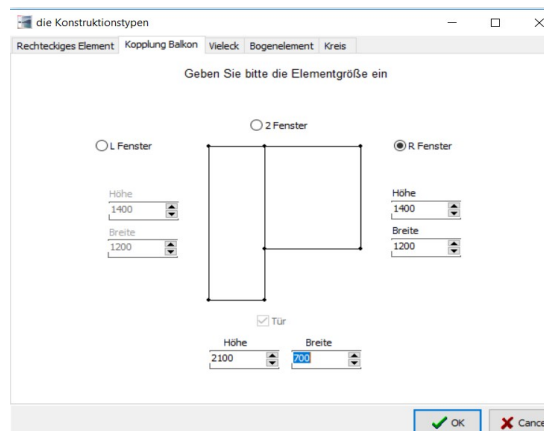 die Konstruktionstypen
Rechteckiges Element Kopplung Balkon Vieleck Bogenelement Kreis
Geben Sie bitte die Elementgröße ein
2 Fenster
L Fenster R Fenster
Höhe Höhe
1400 1400
Breite Breite
1200 1200
Tür
Höhe Breite
2100 700
OK Cance